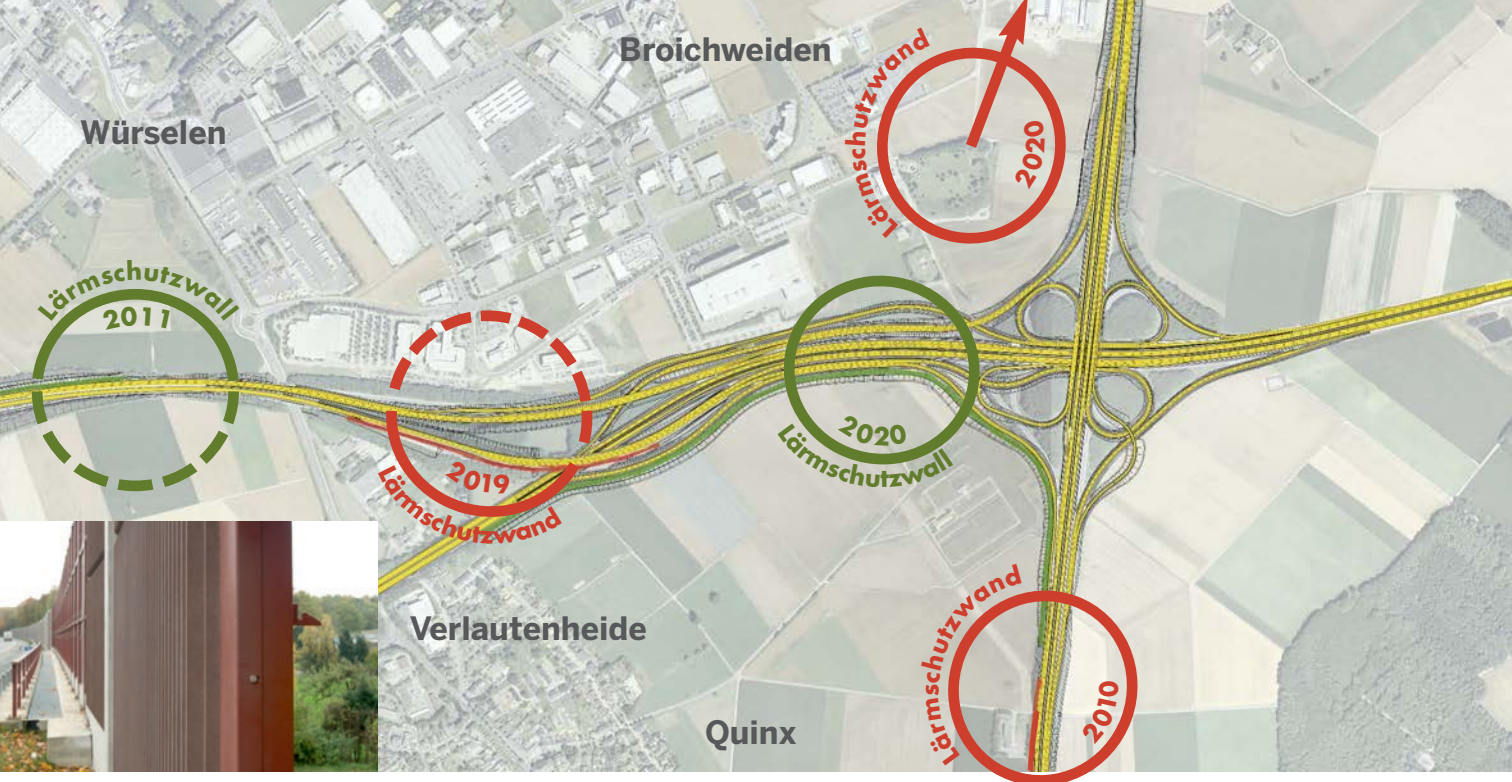 Broichweiden
Würselen
Lärmschutzwand
2020
Lärmschutzwall
2011
2019
Lärmschutzwand
2020
Lärmschutzwall
Verlautenheide
Lärmschutzwand
2010
Quinx